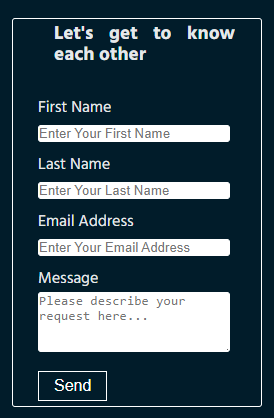 Let's get to know
each other
First Name
Enter Your First Name
Last Name
Enter Your Last Name
Email Address
Enter Your Email Address
Message
Please describe your
request here...
Send